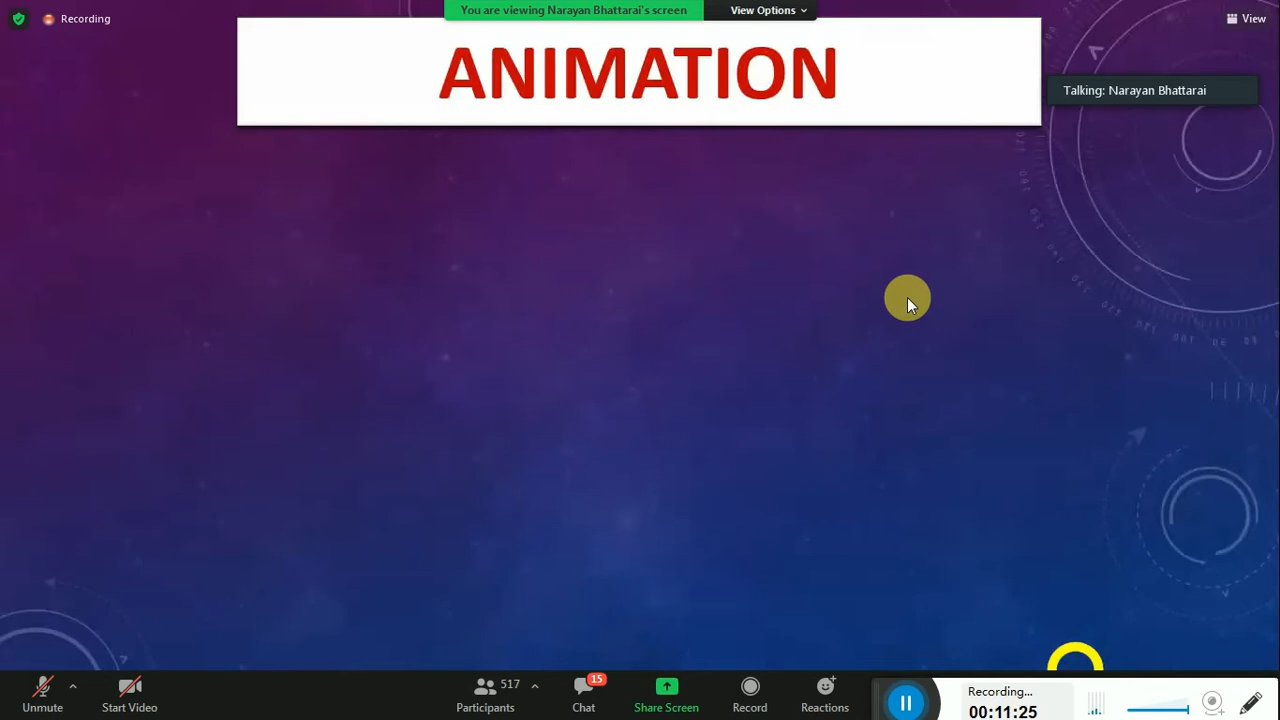 Recording
You are viewing Narayan Bhattarai's screen
View Options
View
ANIMATION
Talking: Narayan Bhattarai
Unmute
Start Video
517
Participants
15
Chat
Share Screen
Record
Reactions
Recording...
00:11:25